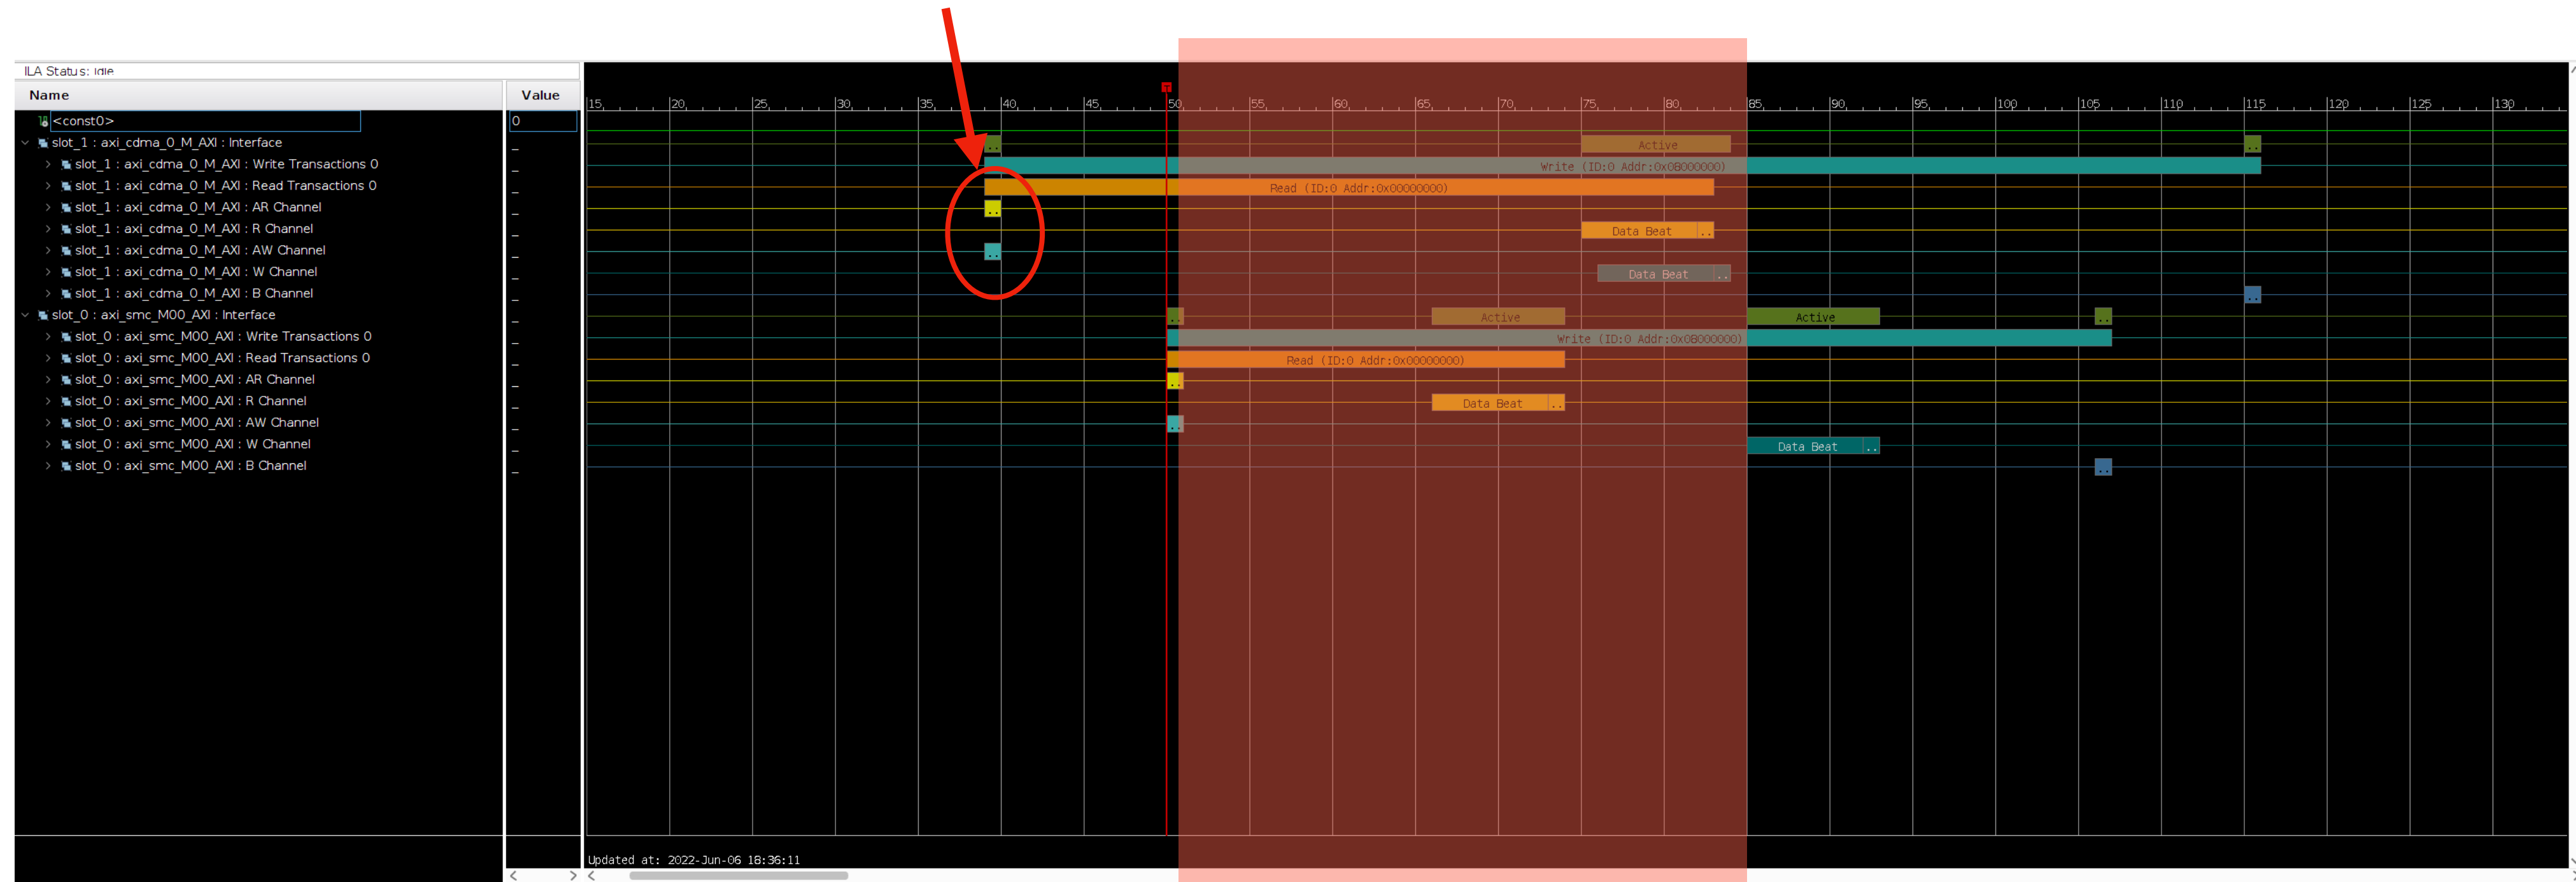 ILA Status: Idle
Name Value
<const0> 0
slot_1 : axi_cdma_0_M_AXI : Interface _
slot_1 : axi_cdma_0_M_AXI : Write Transactions 0 _
slot_1 : axi_cdma_0_M_AXI : Read Transactions 0 _
slot_1 : axi_cdma_0_M_AXI : AR Channel _
slot_1 : axi_cdma_0_M_AXI : R Channel _
slot_1 : axi_cdma_0_M_AXI : AW Channel _
slot_1 : axi_cdma_0_M_AXI : W Channel _
slot_1 : axi_cdma_0_M_AXI : B Channel _
slot_0 : axi_smc_M00_AXI : Interface _
slot_0 : axi_smc_M00_AXI : Write Transactions 0 _
slot_0 : axi_smc_M00_AXI : Read Transactions 0 _
slot_0 : axi_smc_M00_AXI : AR Channel _
slot_0 : axi_smc_M00_AXI : R Channel _
slot_0 : axi_smc_M00_AXI : AW Channel _
slot_0 : axi_smc_M00_AXI : W Channel _
slot_0 : axi_smc_M00_AXI : B Channel _
T
15 20 25 30 35 40 45 50 55 60 65 70 75 80 85 90 95 100 105 110 115 120 125 130
.. Active ..
Write (ID:0 Addr:0x08000000)
Read (ID:0 Addr:0x00000000)
..
Data Beat ..
..
Data Beat ..
..
.. Active Active ..
Write (ID:0 Addr:0x08000000)
Read (ID:0 Addr:0x00000000)
..
Data Beat ..
..
Data Beat ..
..
Updated at: 2022-Jun-06 18:36:11